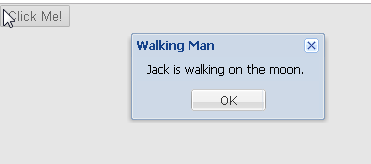 Click Me!
Walking Man
Jack is walking on the moon.
OK